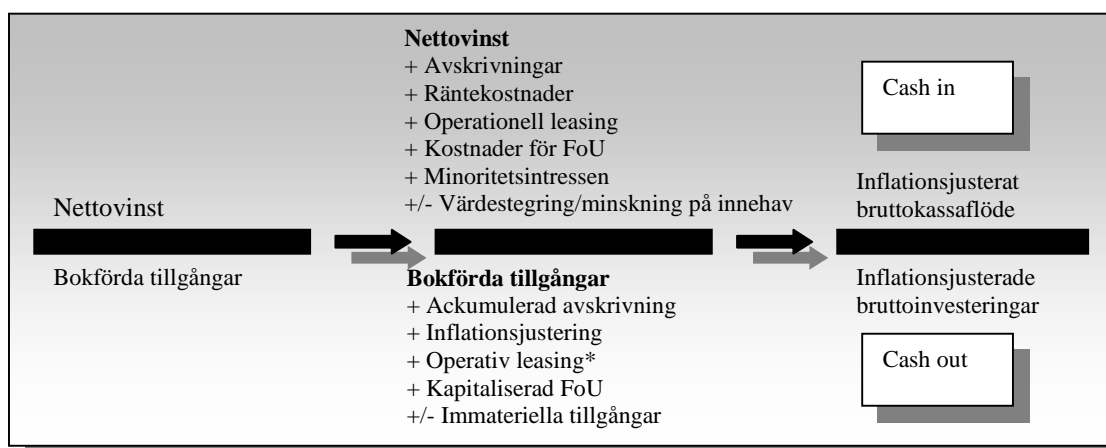 Nettovinst
Bokförda tillgångar
Nettovinst
+ Avskrivningar
+ Räntekostnader
+ Operationell leasing
+ Kostnader för FoU
+ Minoritetsintressen
+/- Värdestegring/minskning på innehav
Bokförda tillgångar
+ Ackumulerad avskrivning
+ Inflationsjustering
+ Operativ leasing*
+ Kapitaliserad FoU
+/- Immateriella tillgångar
Cash in
Inflationsjusterat
bruttokassaflöde
Inflationsjusterade
bruttoinvesteringar
Cash out